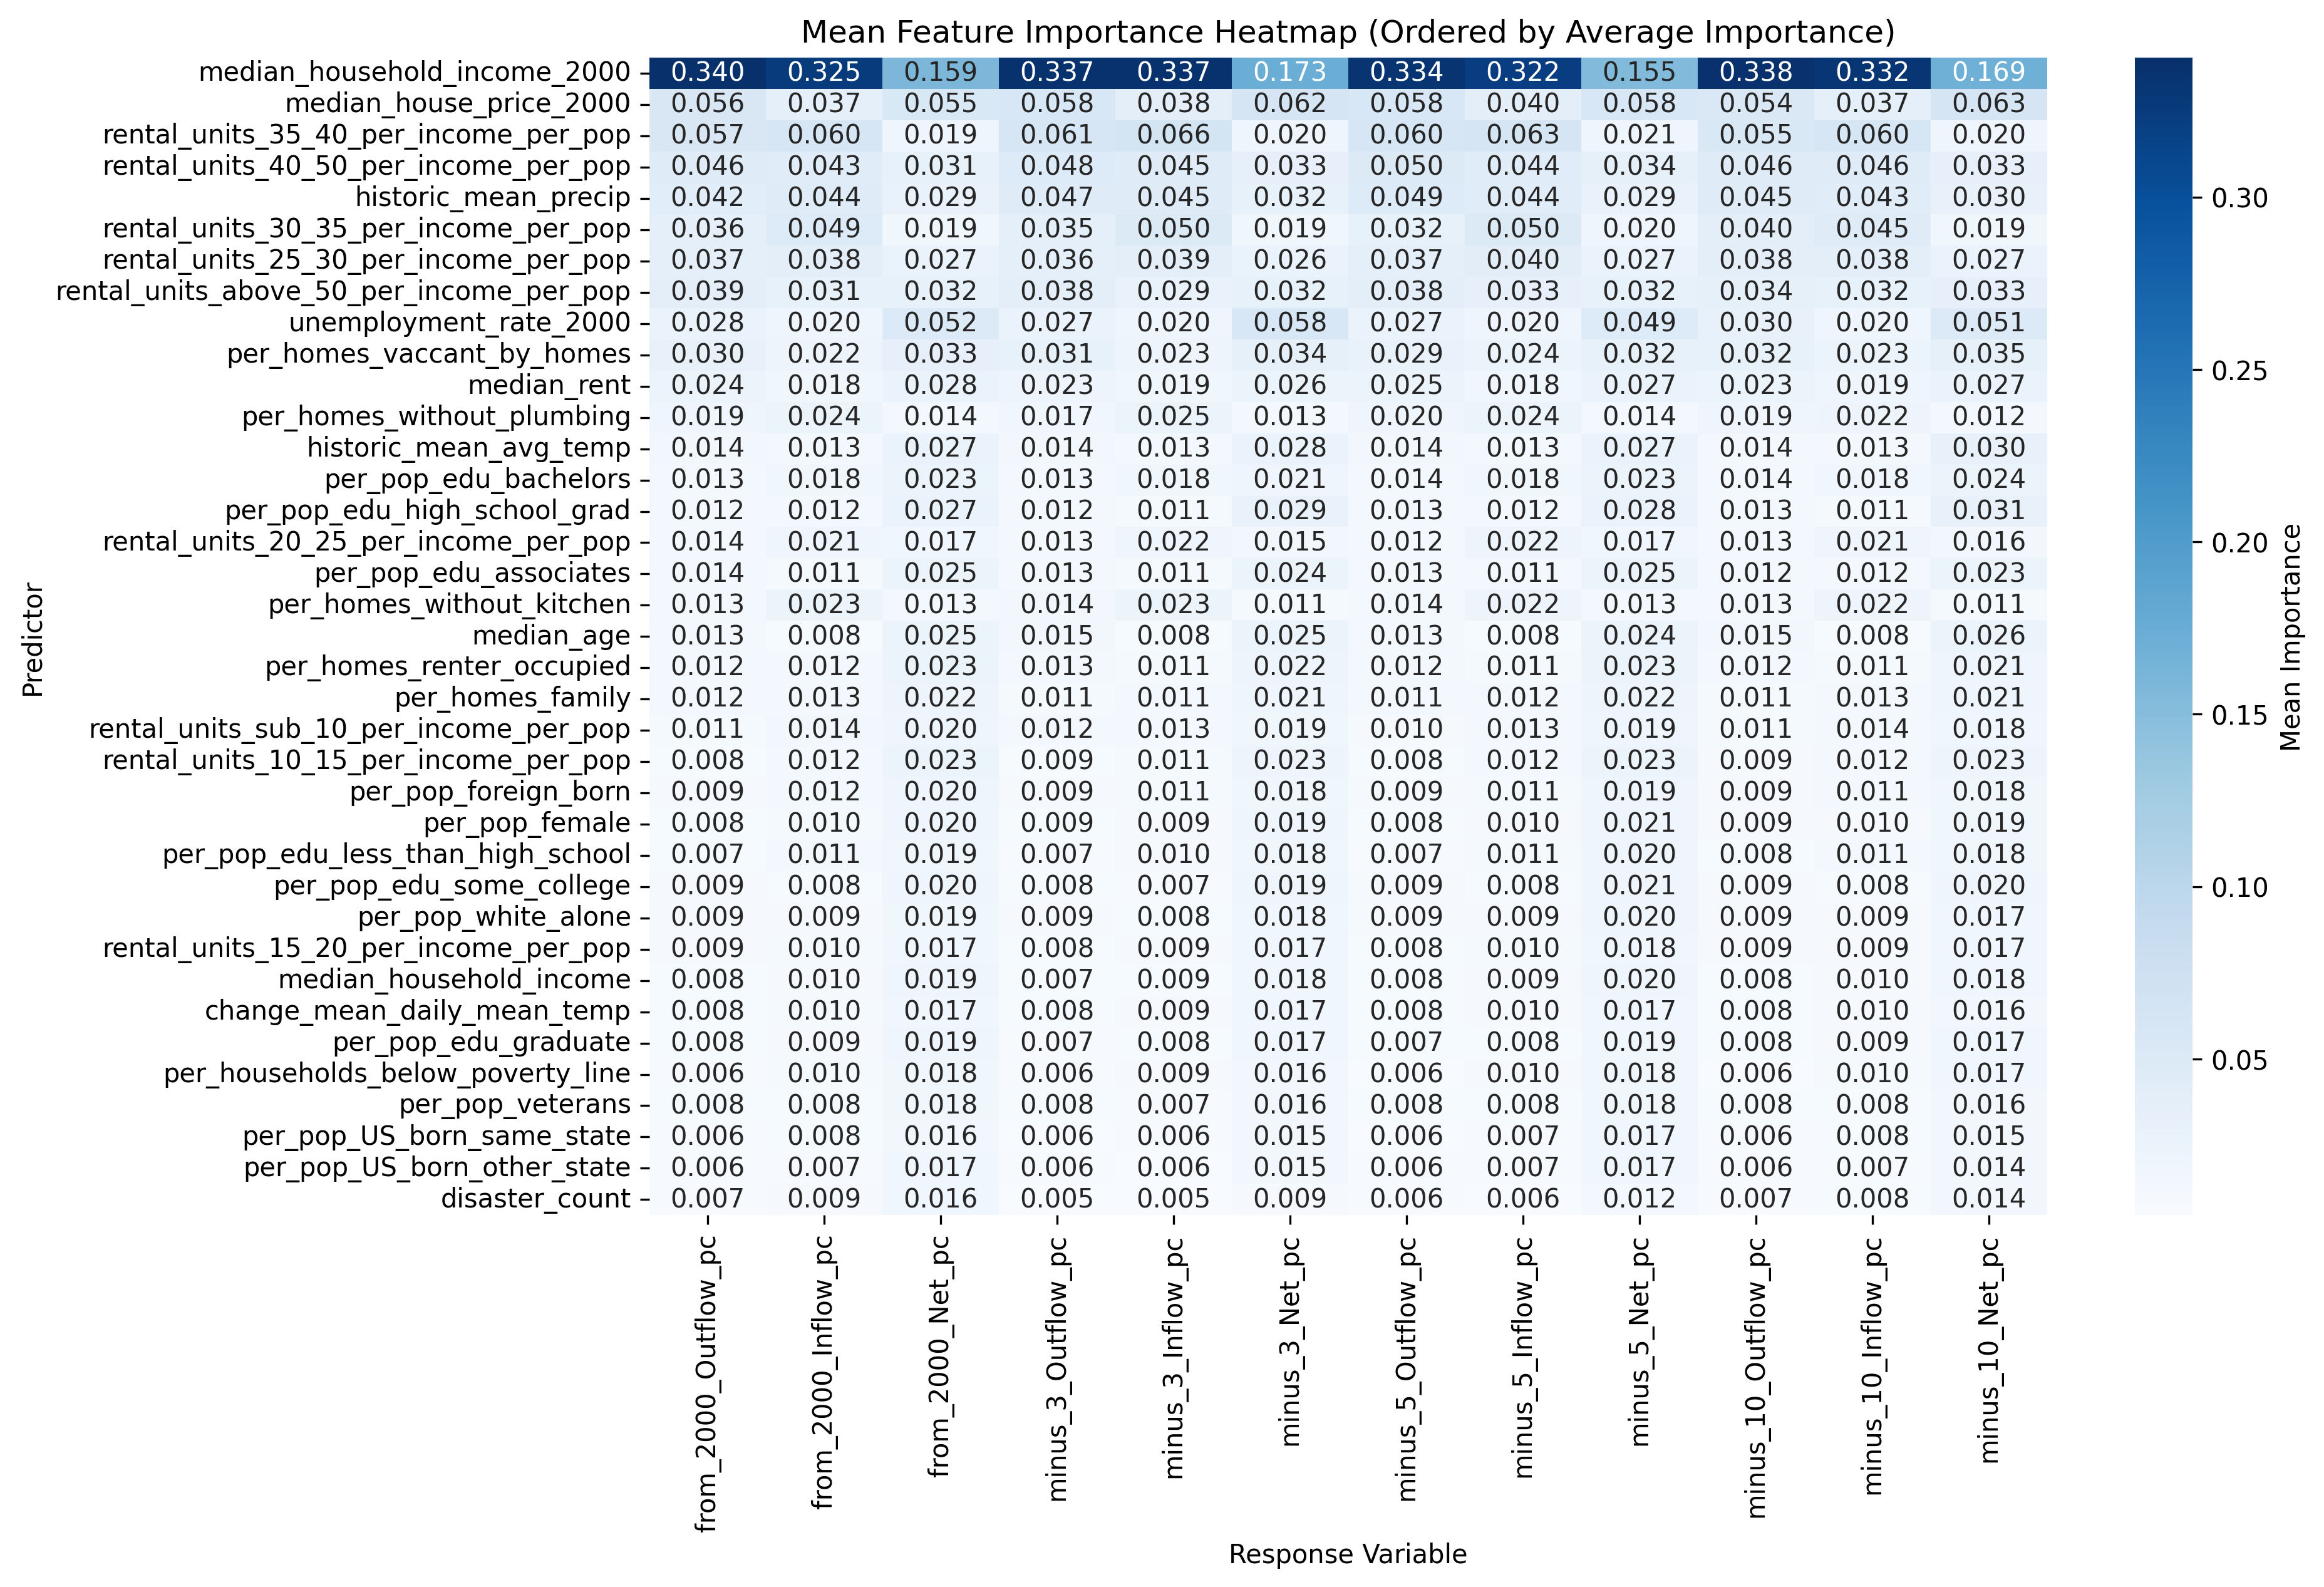 Mean Feature Importance Heatmap (Ordered by Average Importance)
median_household_income_2000 0.340 0.325 0.159 0.337 0.337 0.173 0.334 0.322 0.155 0.338 0.332 0.169
median_house_price_2000 0.056 0.037 0.055 0.058 0.038 0.062 0.058 0.040 0.058 0.054 0.037 0.063
rental_units_35_40_per_income_per_pop 0.057 0.060 0.019 0.061 0.066 0.020 0.060 0.063 0.021 0.055 0.060 0.020
rental_units_40_50_per_income_per_pop 0.046 0.043 0.031 0.048 0.045 0.033 0.050 0.044 0.034 0.046 0.046 0.033
historic_mean_precip 0.042 0.044 0.029 0.047 0.045 0.032 0.049 0.044 0.029 0.045 0.043 0.030
rental_units_30_35_per_income_per_pop 0.036 0.049 0.019 0.035 0.050 0.019 0.032 0.050 0.020 0.040 0.045 0.019
rental_units_25_30_per_income_per_pop 0.037 0.038 0.027 0.036 0.039 0.026 0.037 0.040 0.027 0.038 0.038 0.027
rental_units_above_50_per_income_per_pop 0.039 0.031 0.032 0.038 0.029 0.032 0.038 0.033 0.032 0.034 0.032 0.033
unemployment_rate_2000 0.028 0.020 0.052 0.027 0.020 0.058 0.027 0.020 0.049 0.030 0.020 0.051
per_homes_vaccant_by_homes 0.030 0.022 0.033 0.031 0.023 0.034 0.029 0.024 0.032 0.032 0.023 0.035
median_rent 0.024 0.018 0.028 0.023 0.019 0.026 0.025 0.018 0.027 0.023 0.019 0.027
per_homes_without_plumbing 0.019 0.024 0.014 0.017 0.025 0.013 0.020 0.024 0.014 0.019 0.022 0.012
historic_mean_avg_temp 0.014 0.013 0.027 0.014 0.013 0.028 0.014 0.013 0.027 0.014 0.013 0.030
per_pop_edu_bachelors 0.013 0.018 0.023 0.013 0.018 0.021 0.014 0.018 0.023 0.014 0.018 0.024
per_pop_edu_high_school_grad 0.012 0.012 0.027 0.012 0.011 0.029 0.013 0.012 0.028 0.013 0.011 0.031
rental_units_20_25_per_income_per_pop 0.014 0.021 0.017 0.013 0.022 0.015 0.012 0.022 0.017 0.013 0.021 0.016
per_pop_edu_associates 0.014 0.011 0.025 0.013 0.011 0.024 0.013 0.011 0.025 0.012 0.012 0.023
per_homes_without_kitchen 0.013 0.023 0.013 0.014 0.023 0.011 0.014 0.022 0.013 0.013 0.022 0.011
median_age 0.013 0.008 0.025 0.015 0.008 0.025 0.013 0.008 0.024 0.015 0.008 0.026
per_homes_renter_occupied 0.012 0.012 0.023 0.013 0.011 0.022 0.012 0.011 0.023 0.012 0.011 0.021
per_homes_family 0.012 0.013 0.022 0.011 0.011 0.021 0.011 0.012 0.022 0.011 0.013 0.021
rental_units_sub_10_per_income_per_pop 0.011 0.014 0.020 0.012 0.013 0.019 0.010 0.013 0.019 0.011 0.014 0.018
rental_units_10_15_per_income_per_pop 0.008 0.012 0.023 0.009 0.011 0.023 0.008 0.012 0.023 0.009 0.012 0.023
per_pop_foreign_born 0.009 0.012 0.020 0.009 0.011 0.018 0.009 0.011 0.019 0.009 0.011 0.018
per_pop_female 0.008 0.010 0.020 0.009 0.009 0.019 0.008 0.010 0.021 0.009 0.010 0.019
per_pop_edu_less_than_high_school 0.007 0.011 0.019 0.007 0.010 0.018 0.007 0.011 0.020 0.008 0.011 0.018
per_pop_edu_some_college 0.009 0.008 0.020 0.008 0.007 0.019 0.009 0.008 0.021 0.009 0.008 0.020
per_pop_white_alone 0.009 0.009 0.019 0.009 0.008 0.018 0.009 0.009 0.020 0.009 0.009 0.017
rental_units_15_20_per_income_per_pop 0.009 0.010 0.017 0.008 0.009 0.017 0.008 0.010 0.018 0.009 0.009 0.017
median_household_income 0.008 0.010 0.019 0.007 0.009 0.018 0.008 0.009 0.020 0.008 0.010 0.018
change_mean_daily_mean_temp 0.008 0.010 0.017 0.008 0.009 0.017 0.008 0.010 0.017 0.008 0.010 0.016
per_pop_edu_graduate 0.008 0.009 0.019 0.007 0.008 0.017 0.007 0.008 0.019 0.008 0.009 0.017
per_households_below_poverty_line 0.006 0.010 0.018 0.006 0.009 0.016 0.006 0.010 0.018 0.006 0.010 0.017
per_pop_veterans 0.008 0.008 0.018 0.008 0.007 0.016 0.008 0.008 0.018 0.008 0.008 0.016
per_pop_US_born_same_state 0.006 0.008 0.016 0.006 0.006 0.015 0.006 0.007 0.017 0.006 0.008 0.015
per_pop_US_born_other_state 0.006 0.007 0.017 0.006 0.006 0.015 0.006 0.007 0.017 0.006 0.007 0.014
disaster_count 0.007 0.009 0.016 0.005 0.005 0.009 0.006 0.006 0.012 0.007 0.008 0.014
Predictor
from_2000_Outflow_pc
from_2000_Inflow_pc
from_2000_Net_pc
minus_3_Outflow_pc
minus_3_Inflow_pc
minus_3_Net_pc
minus_5_Outflow_pc
minus_5_Inflow_pc
minus_5_Net_pc
minus_10_Outflow_pc
minus_10_Inflow_pc
minus_10_Net_pc
Response Variable
0.30
0.25
0.20
0.15
0.10
0.05
Mean Importance